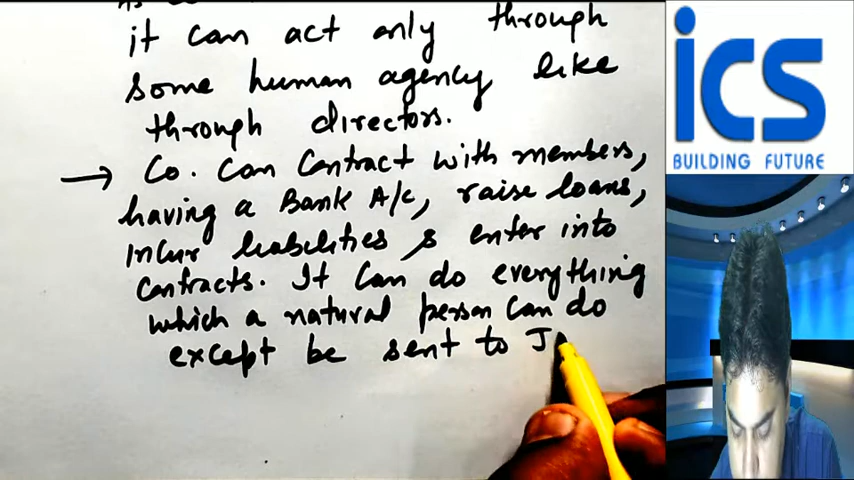 it can act only through
some human agency like
through directors.
→ Co. Can Contract with members,
having a Bank A/c, raise loans,
Incur liabilities & enter into
Contracts. It Can do everything
which a natural person Can do
except be sent to J
ics
BUILDING FUTURE